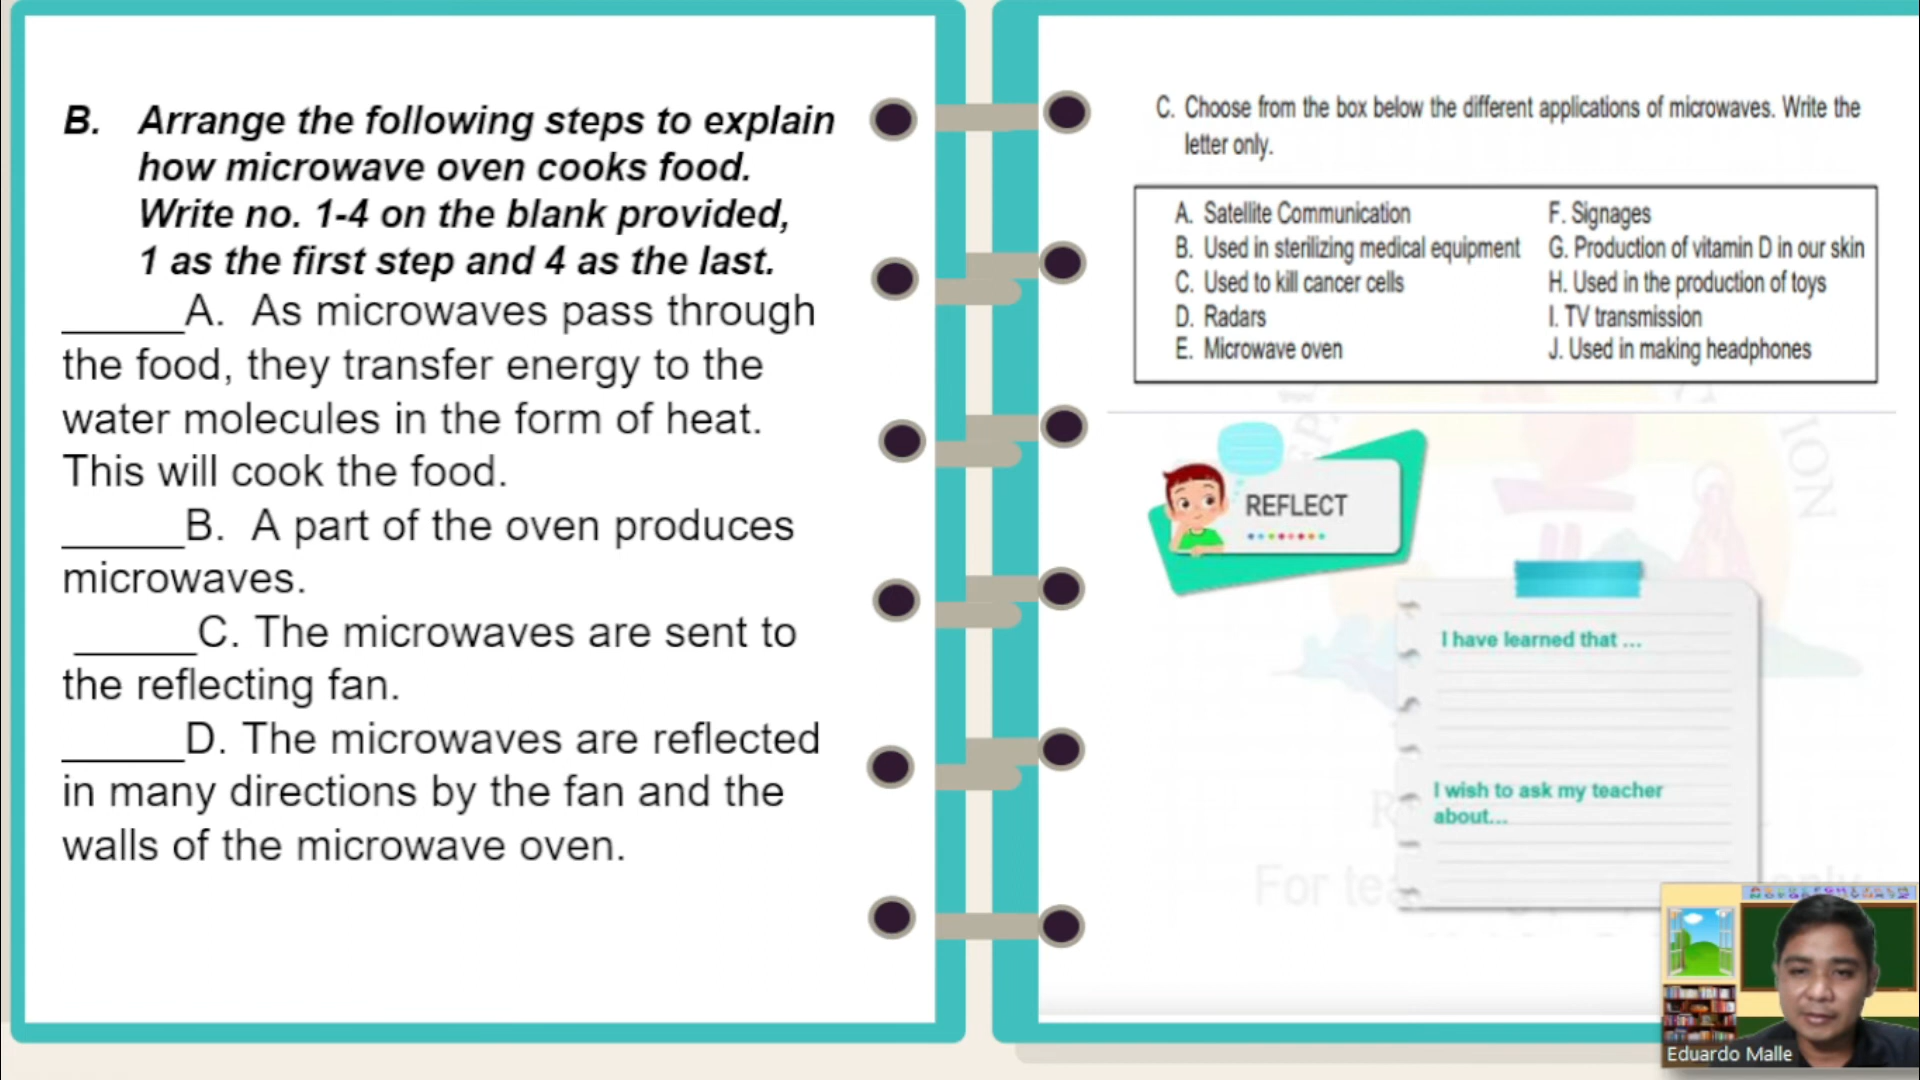 B. Arrange the following steps to explain
how microwave oven cooks food.
Write no. 1-4 on the blank provided,
1 as the first step and 4 as the last.
______A. As microwaves pass through
the food, they transfer energy to the
water molecules in the form of heat.
This will cook the food.
______B. A part of the oven produces
microwaves.
______C. The microwaves are sent to
the reflecting fan.
______D. The microwaves are reflected
in many directions by the fan and the
walls of the microwave oven.
C. Choose from the box below the different applications of microwaves. Write the
letter only.
A. Satellite Communication
B. Used in sterilizing medical equipment
C. Used to kill cancer cells
D. Radars
E. Microwave oven
F. Signages
G. Production of vitamin D in our skin
H. Used in the production of toys
I. TV transmission
J. Used in making headphones
REFLECT
I have learned that ...
I wish to ask my teacher
about...
For
Eduardo Malle